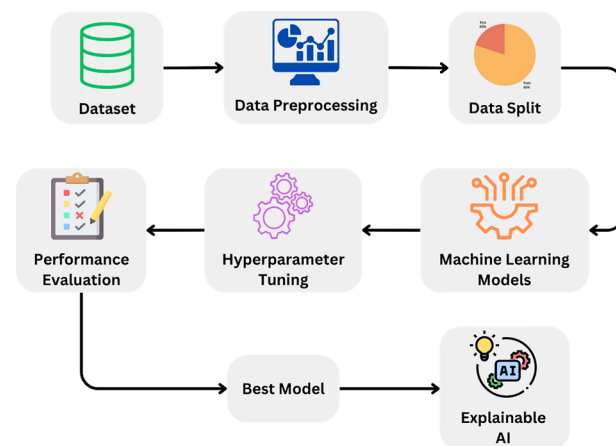 Dataset
Data Preprocessing
Data Split
Performance
Evaluation
Hyperparameter
Tuning
Machine Learning
Models
Best Model
AI
Explainable
AI